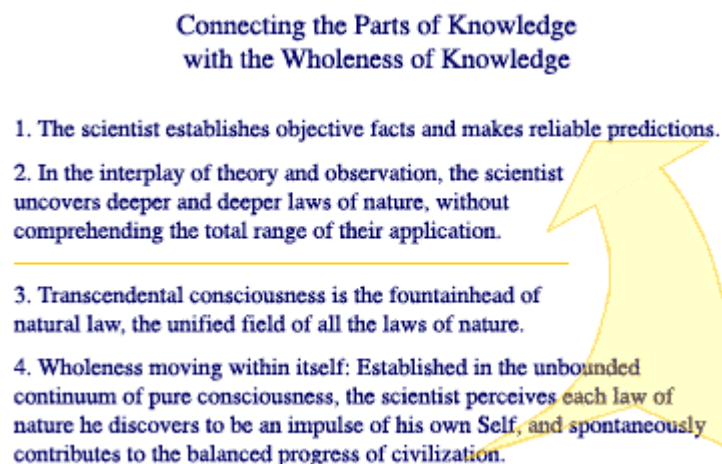 Connecting the Parts of Knowledge
with the Wholeness of Knowledge
1. The scientist establishes objective facts and makes reliable predictions.
2. In the interplay of theory and observation, the scientist
uncovers deeper and deeper laws of nature, without
comprehending the total range of their application.
3. Transcendental consciousness is the fountainhead of
natural law, the unified field of all the laws of nature.
4. Wholeness moving within itself: Established in the unbounded
continuum of pure consciousness, the scientist perceives each law of
nature he discovers to be an impulse of his own Self, and spontaneously
contributes to the balanced progress of civilization.